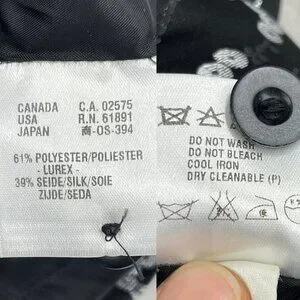 CANADA C.A. 02575
USA R.N. 61891
JAPAN 商-OS-394
61% POLYESTER/POLIESTER
- LUREX -
39% SEIDE/SILK/SOIE
ZIJDE/SEDA
DO NOT WASH
DO NOT BLEACH
COOL IRON
DRY CLEANABLE (P)